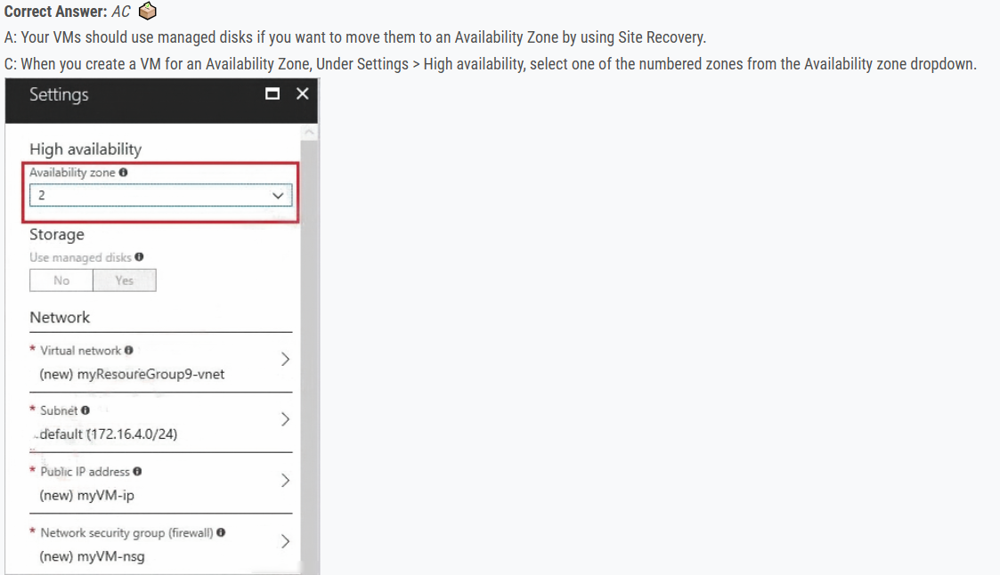 Correct Answer: AC
A: Your VMs should use managed disks if you want to move them to an Availability Zone by using Site Recovery.
C: When you create a VM for an Availability Zone, Under Settings > High availability, select one of the numbered zones from the Availability zone dropdown.
Settings
High availability
Availability zone
2
Storage
Use managed disks
No Yes
Network
* Virtual network
(new) myResoureGroup9-vnet
* Subnet
default (172.16.4.0/24)
* Public IP address
(new) myVM-ip
* Network security group (firewall)
(new) myVM-nsg